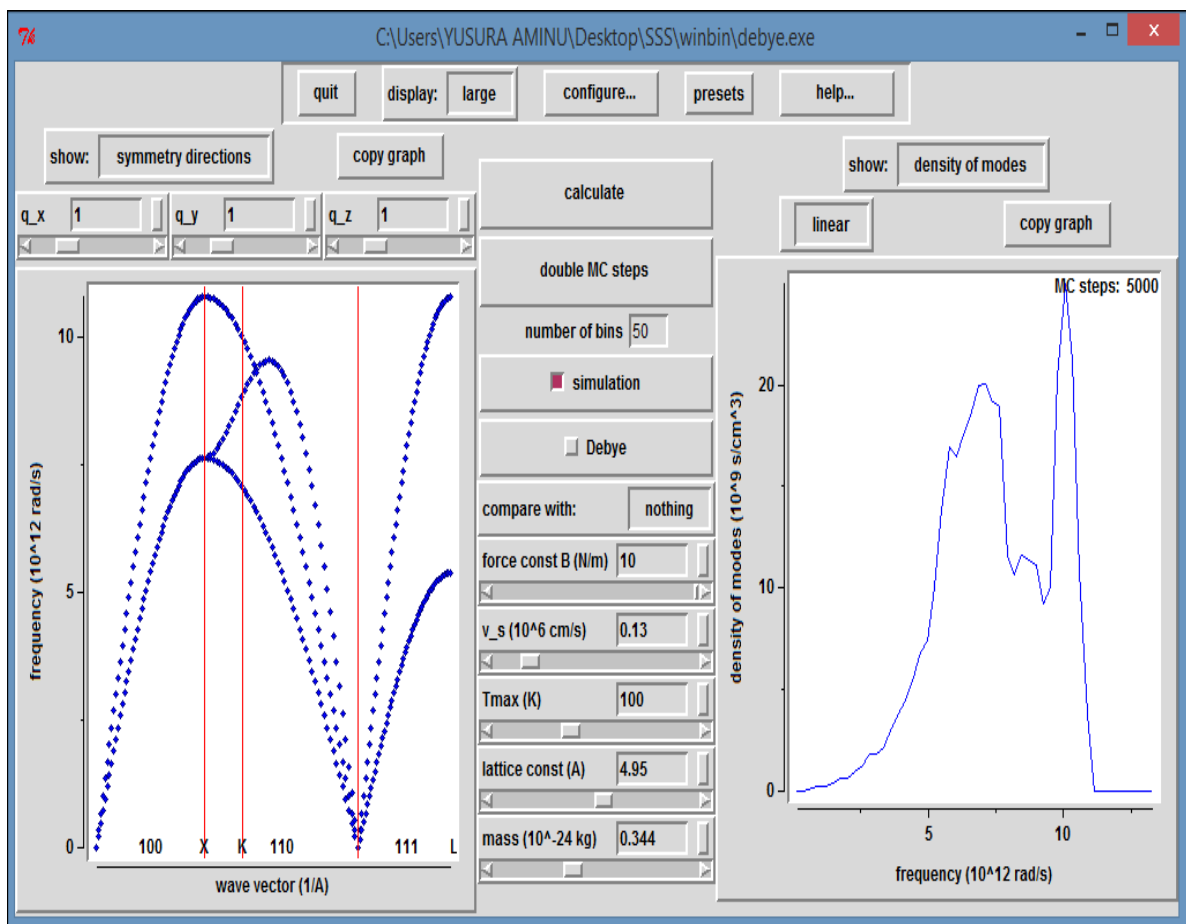 C:\Users\YUSURA AMINU\Desktop\SSS\winbin\debye.exe
quit display: large configure... presets help...
show: symmetry directions copy graph
q_x 1 q_y 1 q_z 1
frequency (10^12 rad/s)
10
5
0
100 X K 110 111 L
wave vector (1/A)
calculate
double MC steps
number of bins 50
simulation
Debye
compare with: nothing
force const B (N/m) 10
v_s (10^6 cm/s) 0.13
Tmax (K) 100
lattice const (A) 4.95
mass (10^-24 kg) 0.344
show: density of modes
linear copy graph
MC steps: 5000
density of modes (10^9 s/cm^3)
20
10
0
5 10
frequency (10^12 rad/s)